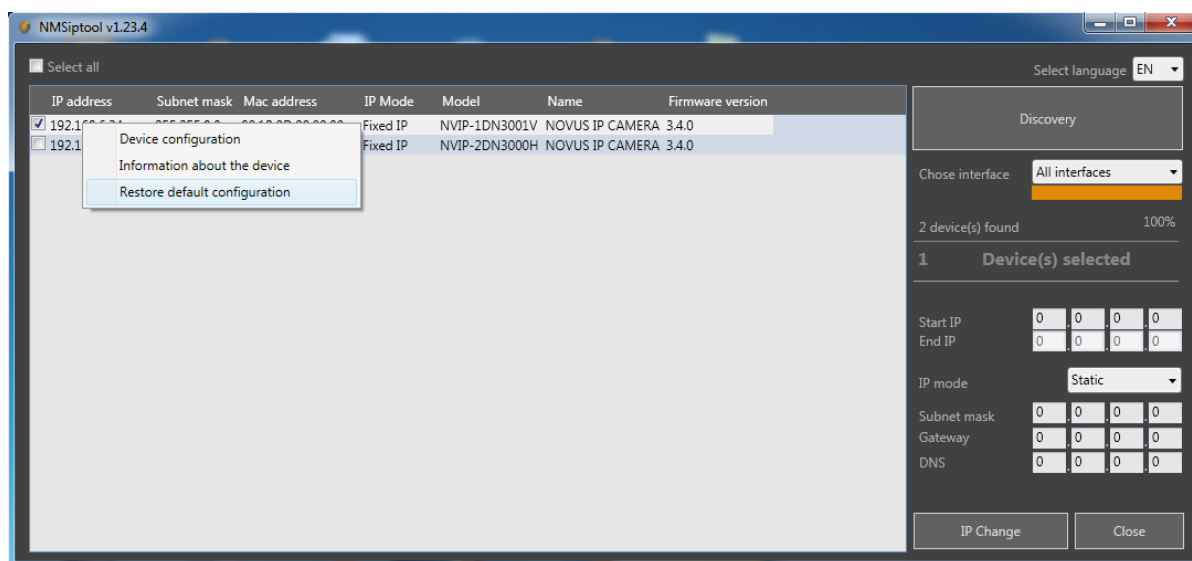 NMSiptool v1.23.4
Select all
Select language EN
IP address Subnet mask Mac address IP Mode Model Name Firmware version
Fixed IP NVIP-1DN3001V NOVUS IP CAMERA 3.4.0
192.1 Fixed IP NVIP-2DN3000H NOVUS IP CAMERA 3.4.0
Device configuration
Information about the device
Restore default configuration
Discovery
Chose interface All interfaces
2 device(s) found 100%
1 Device(s) selected
Start IP 0 . 0 . 0 . 0
End IP 0 . 0 . 0 . 0
IP mode Static
Subnet mask 0 . 0 . 0 . 0
Gateway 0 . 0 . 0 . 0
DNS 0 . 0 . 0 . 0
IP Change Close